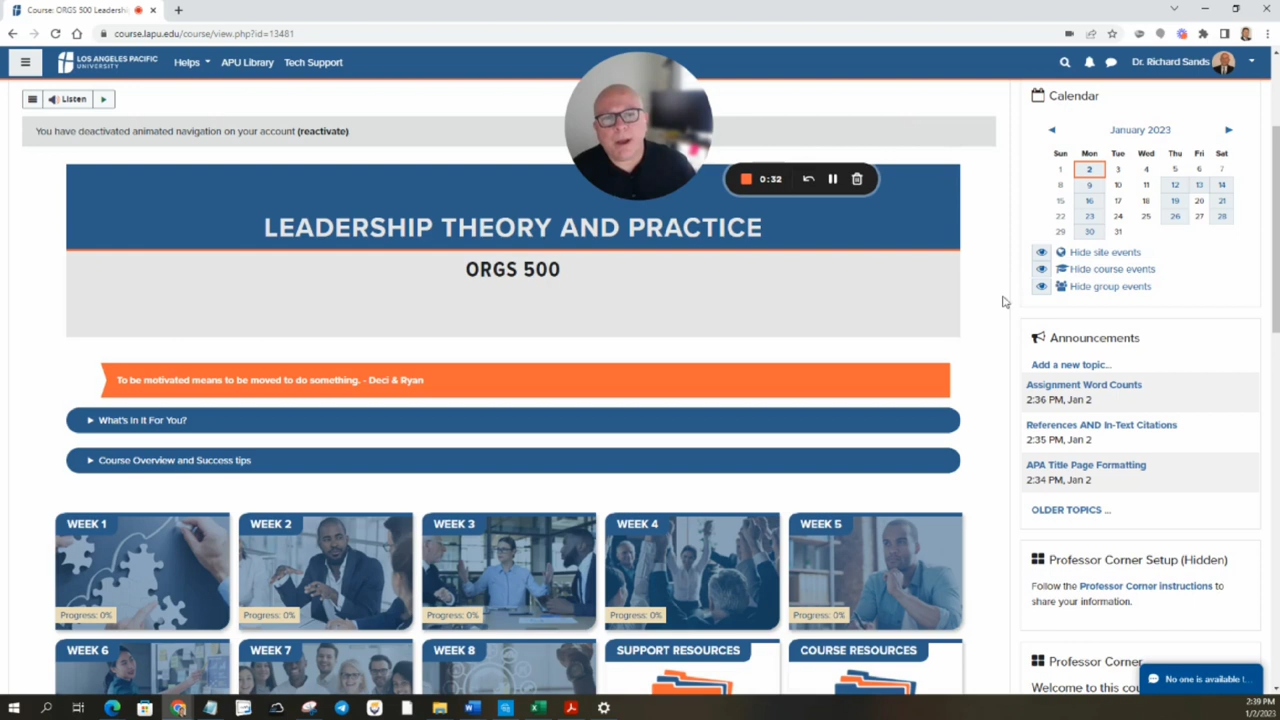 Course: ORGS 500 Leadersh
course.lapu.edu/course/view.php?id=13481
LOS ANGELES PACIFIC
UNIVERSITY
Helps
APU Library
Tech Support
Dr. Richard Sands
Listen
You have deactivated animated navigation on your account (reactivate)
0:32
LEADERSHIP THEORY AND PRACTICE
ORGS 500
To be motivated means to be moved to do something. - Deci & Ryan
What's In It For You?
Course Overview and Success tips
WEEK 1
Progress: 0%
WEEK 2
Progress: 0%
WEEK 3
Progress: 0%
WEEK 4
Progress: 0%
WEEK 5
Progress: 0%
WEEK 6
WEEK 7
WEEK 8
SUPPORT RESOURCES
COURSE RESOURCES
Calendar
January 2023
Sun Mon Tue Wed Thu Fri Sat
1 2 3 4 5 6 7
8 9 10 11 12 13 14
15 16 17 18 19 20 21
22 23 24 25 26 27 28
29 30 31
Hide site events
Hide course events
Hide group events
Announcements
Add a new topic...
Assignment Word Counts
2:36 PM, Jan 2
References AND In-Text Citations
2:35 PM, Jan 2
APA Title Page Formatting
2:34 PM, Jan 2
OLDER TOPICS ...
Professor Corner Setup (Hidden)
Follow the Professor Corner instructions to
share your information.
Professor Corner
Welcome to this cou
No one is available t...
2:39 PM
1/2/2023